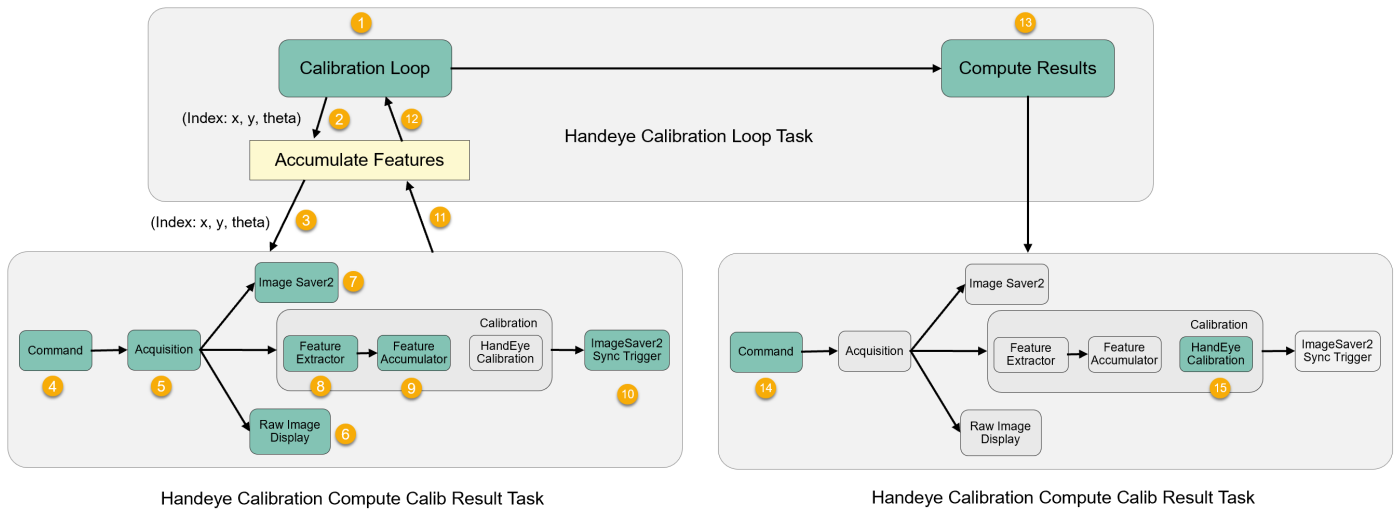 1
13
Calibration Loop
Compute Results
(Index: x, y, theta)
2
12
Handeye Calibration Loop Task
Accumulate Features
(Index: x, y, theta)
3
11
Image Saver2
7
Calibration
Command
Acquisition
Feature
Extractor
Feature
Accumulator
HandEye
Calibration
ImageSaver2
Sync Trigger
4
5
8
9
10
Raw Image
Display
6
Handeye Calibration Compute Calib Result Task
Image Saver2
Calibration
Command
Acquisition
Feature
Extractor
Feature
Accumulator
HandEye
Calibration
ImageSaver2
Sync Trigger
14
15
Raw Image
Display
Handeye Calibration Compute Calib Result Task